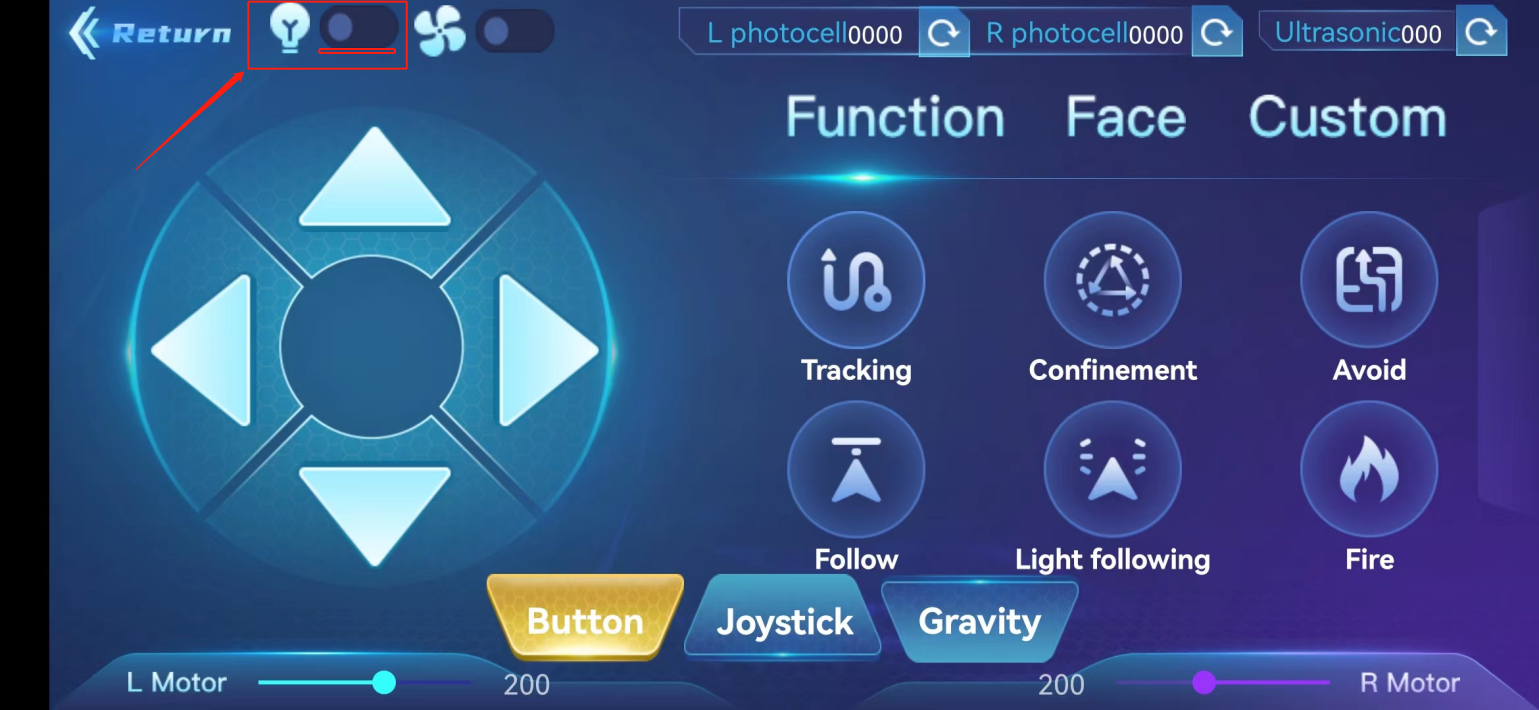 Return
L photocell0000
R photocell0000
Ultrasonic000
Function
Face
Custom
Tracking
Confinement
Avoid
Follow
Light following
Fire
Button
Joystick
Gravity
L Motor
200
200
R Motor